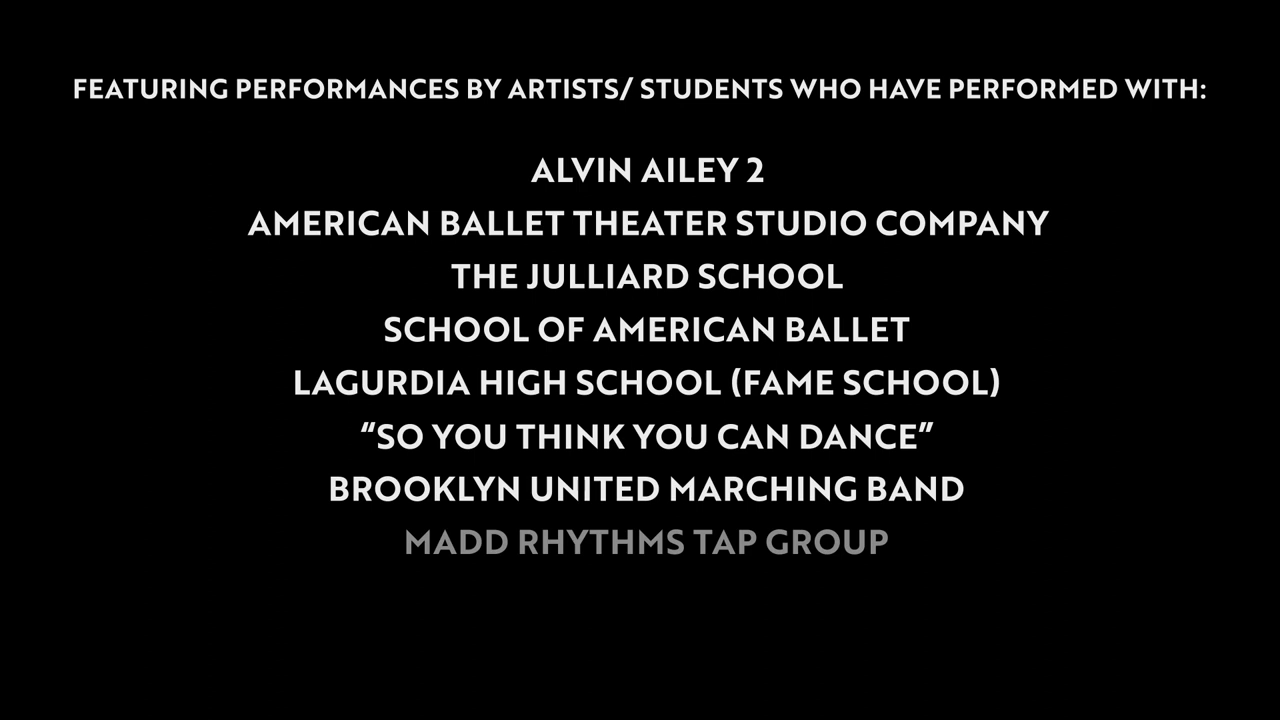 FEATURING PERFORMANCES BY ARTISTS/ STUDENTS WHO HAVE PERFORMED WITH:
ALVIN AILEY 2
AMERICAN BALLET THEATER STUDIO COMPANY
THE JULLIARD SCHOOL
SCHOOL OF AMERICAN BALLET
LAGURDIA HIGH SCHOOL (FAME SCHOOL)
“SO YOU THINK YOU CAN DANCE”
BROOKLYN UNITED MARCHING BAND
MADD RHYTHMS TAP GROUP